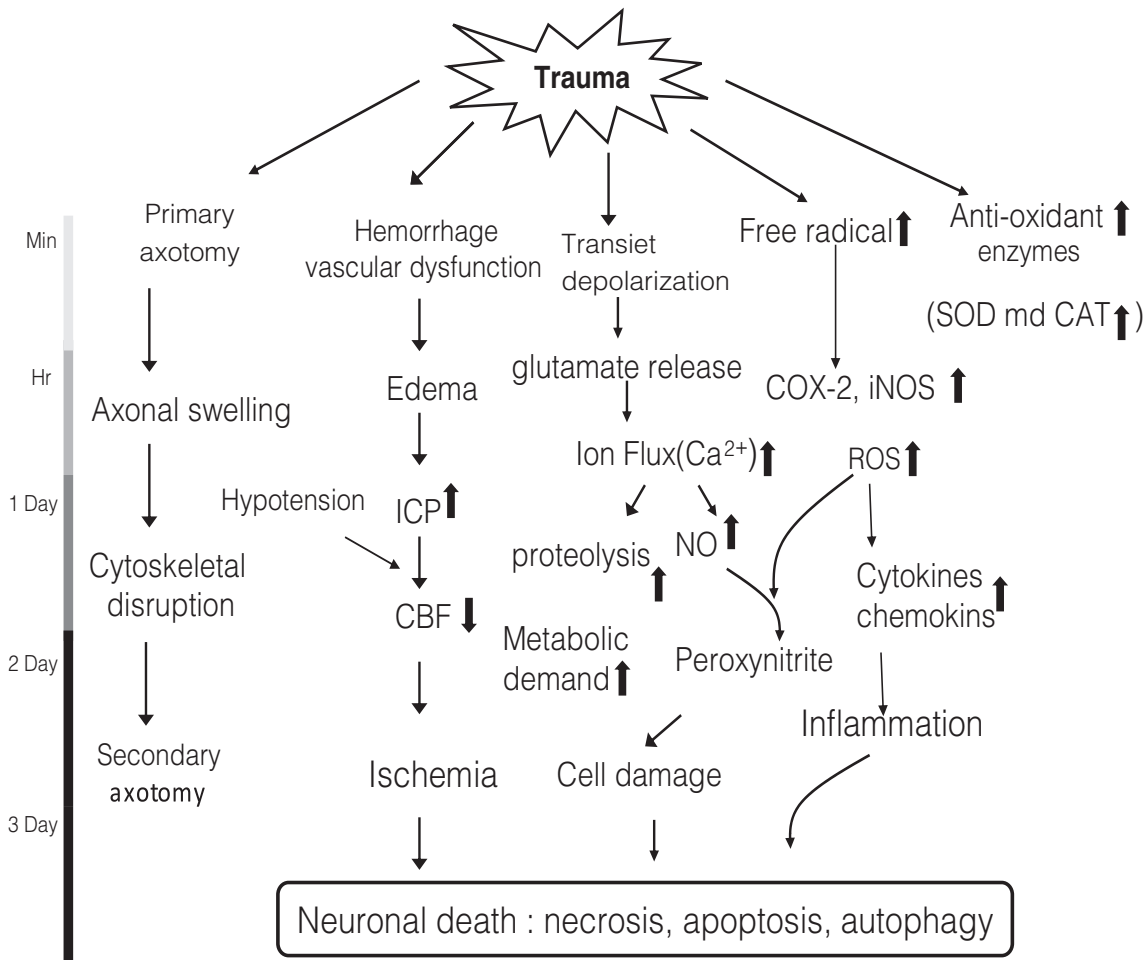 Trauma
Primary
axotomy
Hemorrhage
vascular dysfunction
Transiet
depolarization
Free radical
Anti-oxidant
enzymes
(SOD md CAT )
Min
Hr
1 Day
2 Day
3 Day
Axonal swelling
Cytoskeletal
disruption
Secondary
axotomy
Edema
Hypotension
ICP
CBF
Ischemia
glutamate release
Ion Flux(Ca²⁺)
proteolysis
NO
Metabolic
demand
Peroxynitrite
Cell damage
COX-2, iNOS
ROS
Cytokines
chemokins
Inflammation
Neuronal death : necrosis, apoptosis, autophagy